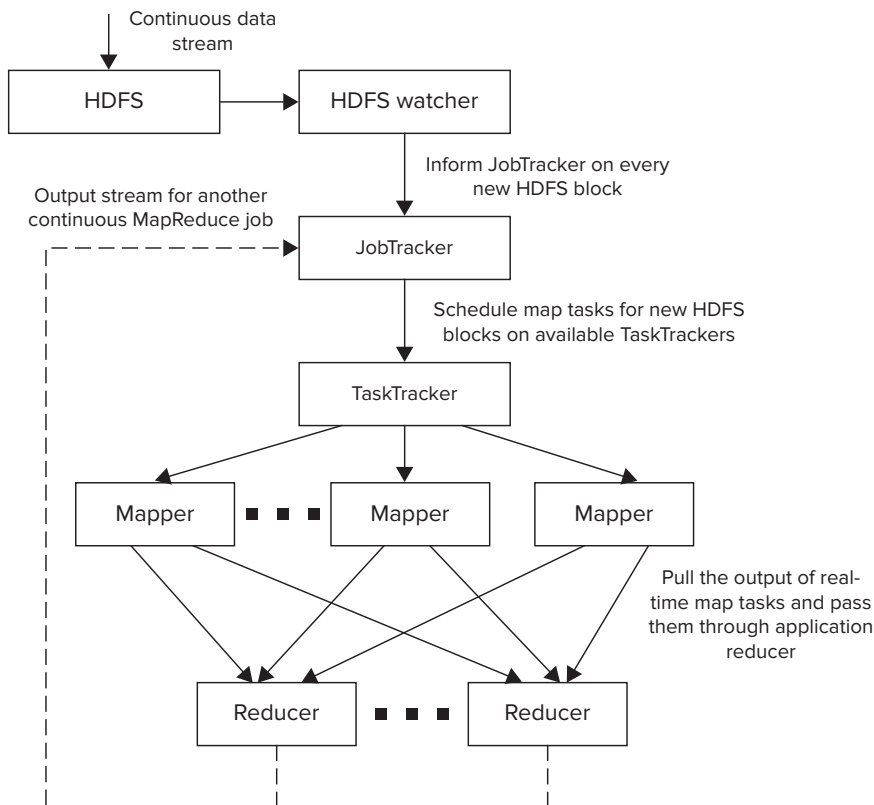 Continuous data
stream
HDFS
HDFS watcher
Inform JobTracker on every
new HDFS block
Output stream for another
continuous MapReduce job
JobTracker
Schedule map tasks for new HDFS
blocks on available TaskTrackers
TaskTracker
Mapper
Mapper
Mapper
Pull the output of real-
time map tasks and pass
them through application
reducer
Reducer
Reducer